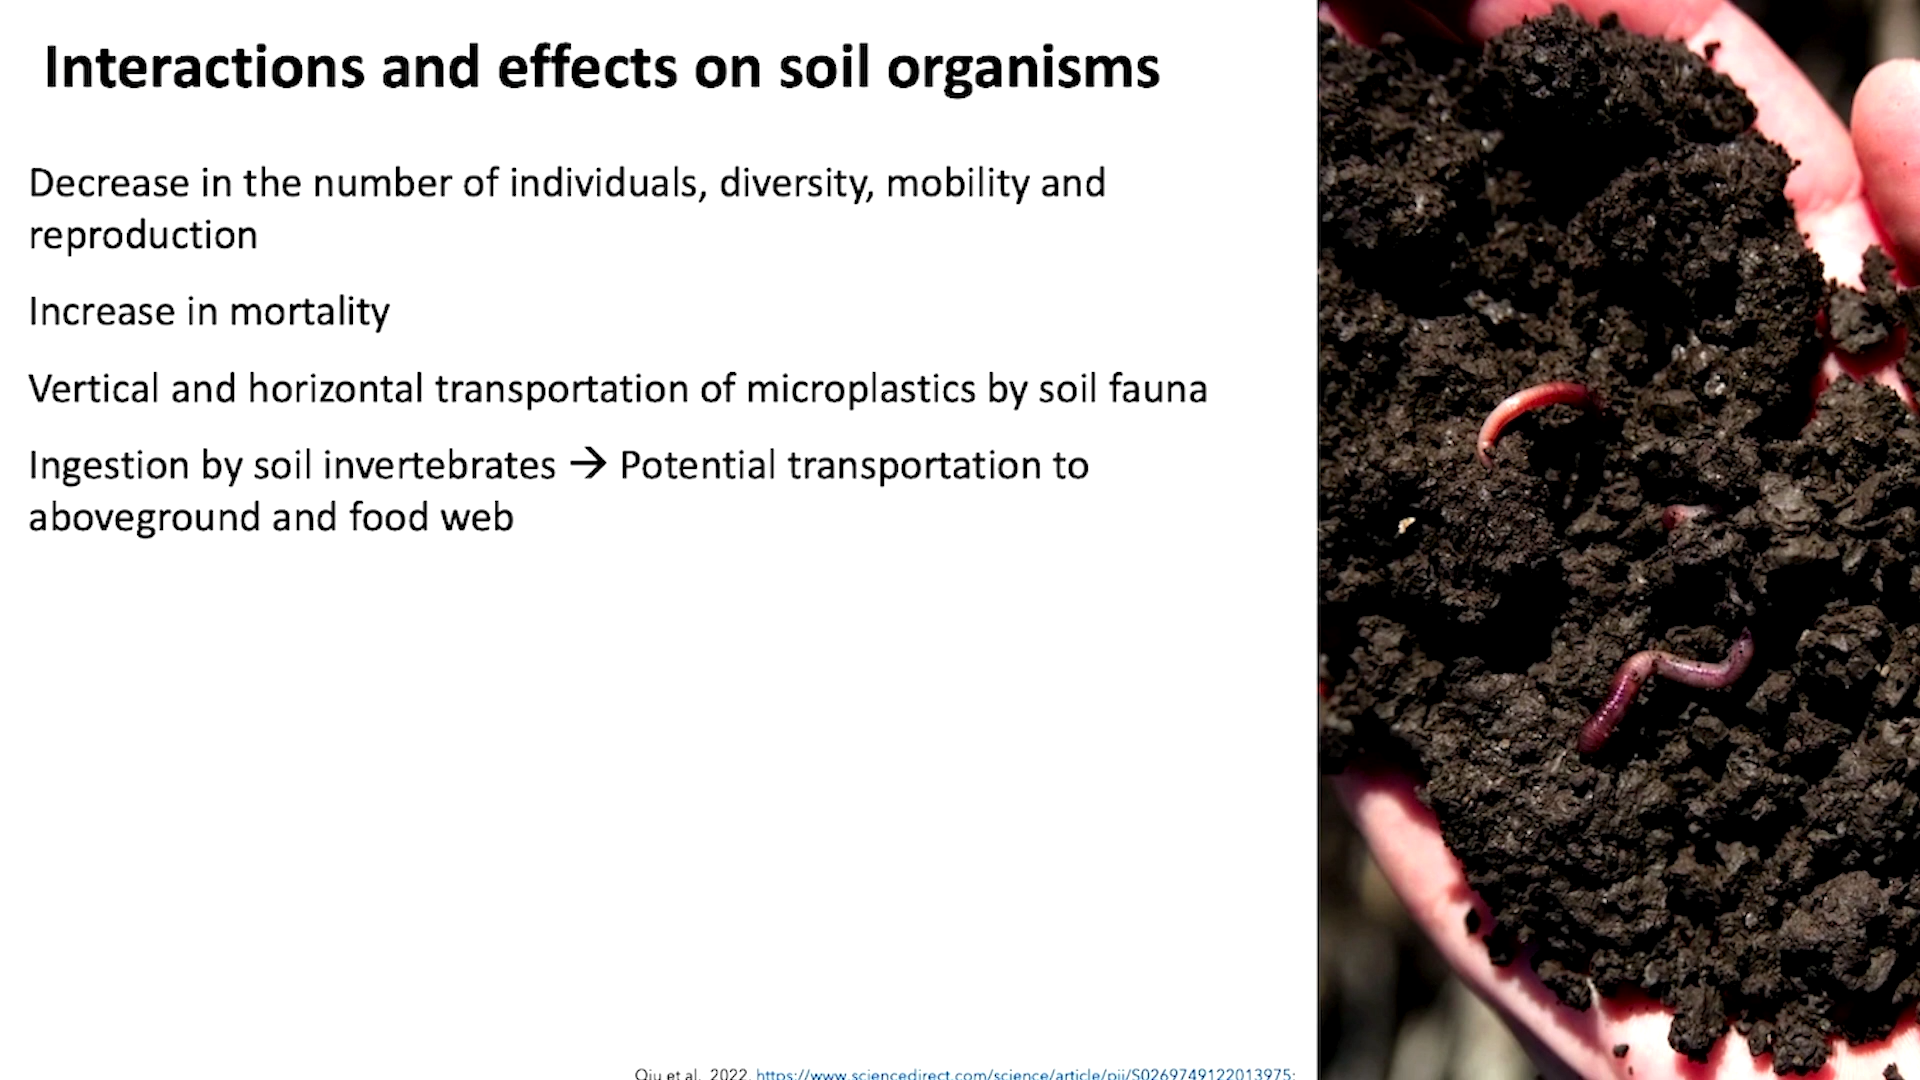 Interactions and effects on soil organisms
Decrease in the number of individuals, diversity, mobility and
reproduction
Increase in mortality
Vertical and horizontal transportation of microplastics by soil fauna
Ingestion by soil invertebrates → Potential transportation to
aboveground and food web
Qiu et al. 2022. https://www.sciencedirect.com/science/article/pii/S0269749122013975;